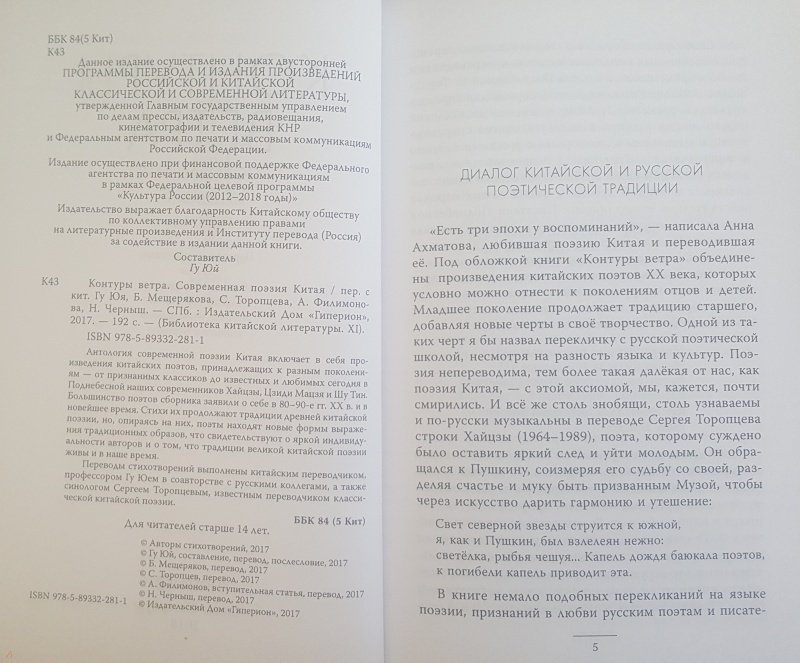 ББК 84(5 Кит)
К43
Данное издание осуществлено в рамках двусторонней
ПРОГРАММЫ ПЕРЕВОДА И ИЗДАНИЯ ПРОИЗВЕДЕНИЙ
РОССИЙСКОЙ И КИТАЙСКОЙ
КЛАССИЧЕСКОЙ И СОВРЕМЕННОЙ ЛИТЕРАТУРЫ,
утвержденной Главным государственным управлением
по делам прессы, издательств, радиовещания,
кинематографии и телевидения КНР
и Федеральным агентством по печати и массовым коммуникациям
Российской Федерации.
Издание осуществлено при финансовой поддержке Федерального
агентства по печати и массовым коммуникациям
в рамках Федеральной целевой программы
«Культура России (2012–2018 годы)»
Издательство выражает благодарность Китайскому обществу
по коллективному управлению правами
на литературные произведения и Институту перевода (Россия)
за содействие в издании данной книги.
Составитель
Гу Юй
К43
Контуры ветра. Современная поэзия Китая / пер. с
кит. Гу Юя, Б. Мещерякова, С. Торопцева, А. Филимоно-
ва, Н. Черныш. — СПб. : Издательский Дом «Гиперион»,
2017. — 192 с. — (Библиотека китайской литературы. XI).
ISBN 978-5-89332-281-1
Антология современной поэзии Китая включает в себя про-
изведения китайских поэтов, принадлежащих к разным поколени-
ям — от признанных классиков до известных и любимых сегодня в
Поднебесной наших современников Хайцзы, Цзиди Мацзя и Шу Тин.
Большинство поэтов сборника заявили о себе в 80–90-е гг. XX в. и в
новейшее время. Стихи их продолжают традиции древней китайской
поэзии, но, опираясь на них, поэты находят новые формы выраже-
ния традиционных образов, что свидетельствуют о яркой индивиду-
альности авторов и о том, что традиции великой китайской поэзии
живы и в наше время.
Переводы стихотворений выполнены китайским переводчиком,
профессором Гу Юем в соавторстве с русскими коллегами, а также
синологом Сергеем Торопцевым, известным переводчиком класси-
ческой китайской поэзии.
ББК 84 (5 Кит)
Для читателей старше 14 лет.
© Авторы стихотворений, 2017
© Гу Юй, составление, перевод, послесловие, 2017
© Б. Мещеряков, перевод, 2017
© С. Торопцев, перевод, 2017
© А. Филимонов, вступительная статья, перевод, 2017
© Н. Черныш, перевод, 2017
© Издательский Дом «Гиперион», 2017
ISBN 978-5-89332-281-1
ДИАЛОГ КИТАЙСКОЙ И РУССКОЙ
ПОЭТИЧЕСКОЙ ТРАДИЦИИ
«Есть три эпохи у воспоминаний», — написала Анна
Ахматова, любившая поэзию Китая и переводившая
её. Под обложкой книги «Контуры ветра» объедине-
ны произведения китайских поэтов XX века, которых
условно можно отнести к поколениям отцов и детей.
Младшее поколение продолжает традицию старшего,
добавляя новые черты в своё творчество. Одной из та-
ких черт я бы назвал перекличку с русской поэтической
школой, несмотря на разность языка и культур. Поэ-
зия непереводима, тем более такая далёкая от нас, как
поэзия Китая, — с этой аксиомой, мы, кажется, почти
смирились. И всё же столь знобящи, столь узнаваемы
и по-русски музыкальны в переводе Сергея Торопцева
строки Хайцзы (1964–1989), поэта, которому суждено
было оставить яркий след и уйти молодым. Он обра-
щался к Пушкину, соизмеряя его судьбу со своей, раз-
деляя счастье и муку быть призванным Музой, чтобы
через искусство дарить гармонию и утешение:
Свет северной звезды струится к южной,
я, как и Пушкин, был взлелеян нежно:
светёлка, рыбья чешуя... Капель дождя баюкала поэтов,
к погибели капель приводит эта.
В книге немало подобных перекликаний на языке
поэзии, признаний в любви русским поэтам и писате-
5